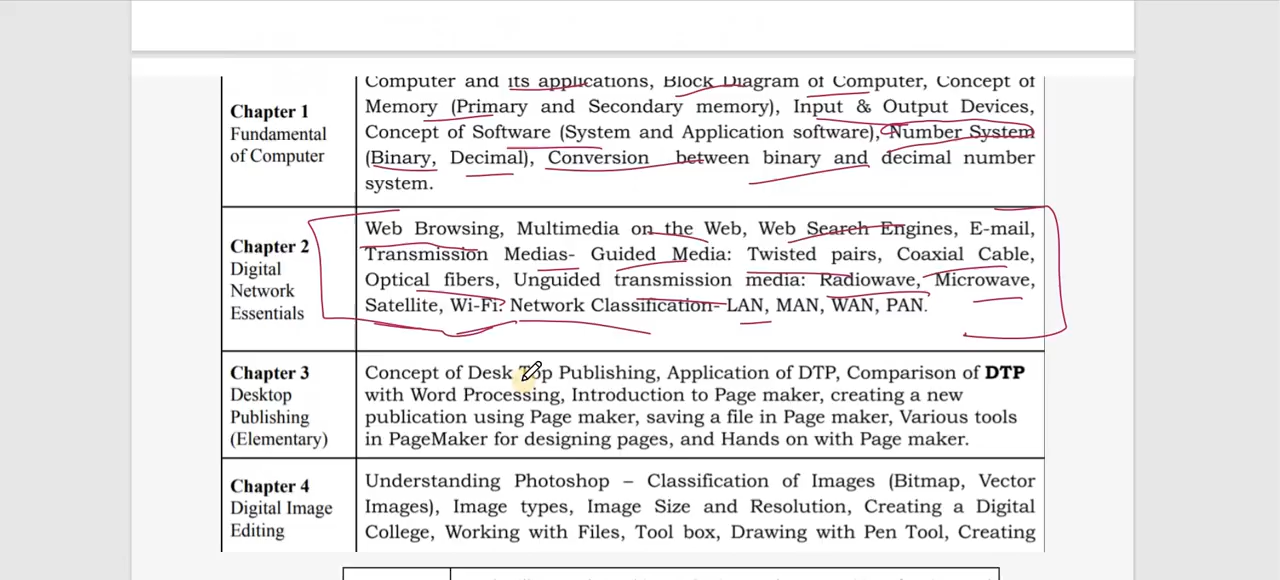 Chapter 1
Fundamental
of Computer
Computer and its applications, Block Diagram of Computer, Concept of
Memory (Primary and Secondary memory), Input & Output Devices,
Concept of Software (System and Application software), Number System
(Binary, Decimal), Conversion between binary and decimal number
system.
Chapter 2
Digital
Network
Essentials
Web Browsing, Multimedia on the Web, Web Search Engines, E-mail,
Transmission Medias- Guided Media: Twisted pairs, Coaxial Cable,
Optical fibers, Unguided transmission media: Radiowave, Microwave,
Satellite, Wi-Fi. Network Classification- LAN, MAN, WAN, PAN.
Chapter 3
Desktop
Publishing
(Elementary)
Concept of Desk Top Publishing, Application of DTP, Comparison of DTP
with Word Processing, Introduction to Page maker, creating a new
publication using Page maker, saving a file in Page maker, Various tools
in PageMaker for designing pages, and Hands on with Page maker.
Chapter 4
Digital Image
Editing
Understanding Photoshop – Classification of Images (Bitmap, Vector
Images), Image types, Image Size and Resolution, Creating a Digital
College, Working with Files, Tool box, Drawing with Pen Tool, Creating